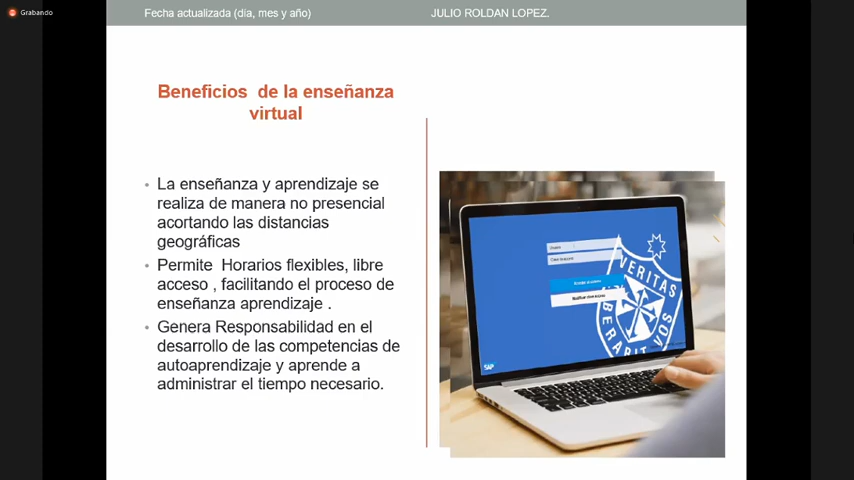 Grabando
Fecha actualizada (día, mes y año)
JULIO ROLDAN LOPEZ.
Beneficios de la enseñanza
virtual
La enseñanza y aprendizaje se
realiza de manera no presencial
acortando las distancias
geográficas
Permite Horarios flexibles, libre
acceso , facilitando el proceso de
enseñanza aprendizaje .
Genera Responsabilidad en el
desarrollo de las competencias de
autoaprendizaje y aprende a
administrar el tiempo necesario.
VERITAS
LIBERABIT VOS
SAP